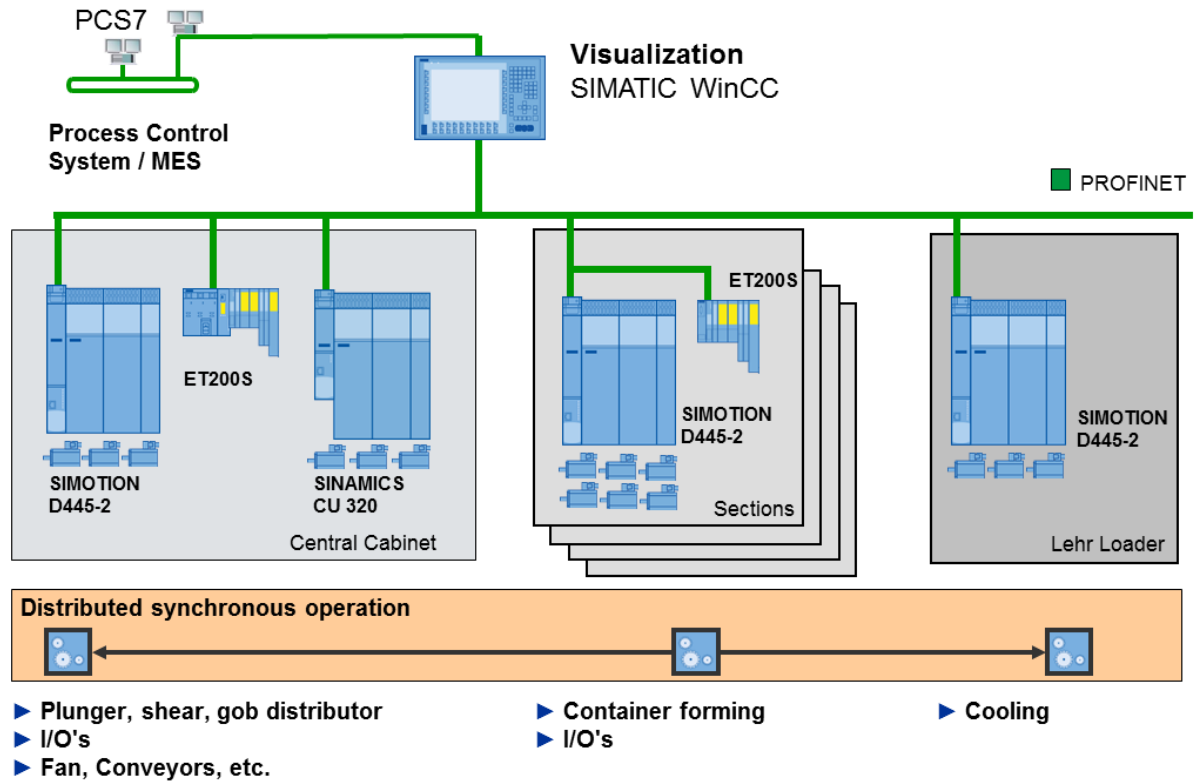 PCS7
Visualization
SIMATIC WinCC
Process Control
System / MES
PROFINET
ET200S
SIMOTION
D445-2
SINAMICS
CU 320
Central Cabinet
ET200S
SIMOTION
D445-2
Sections
SIMOTION
D445-2
Lehr Loader
Distributed synchronous operation
► Plunger, shear, gob distributor
► I/O's
► Fan, Conveyors, etc.
► Container forming
► I/O's
► Cooling